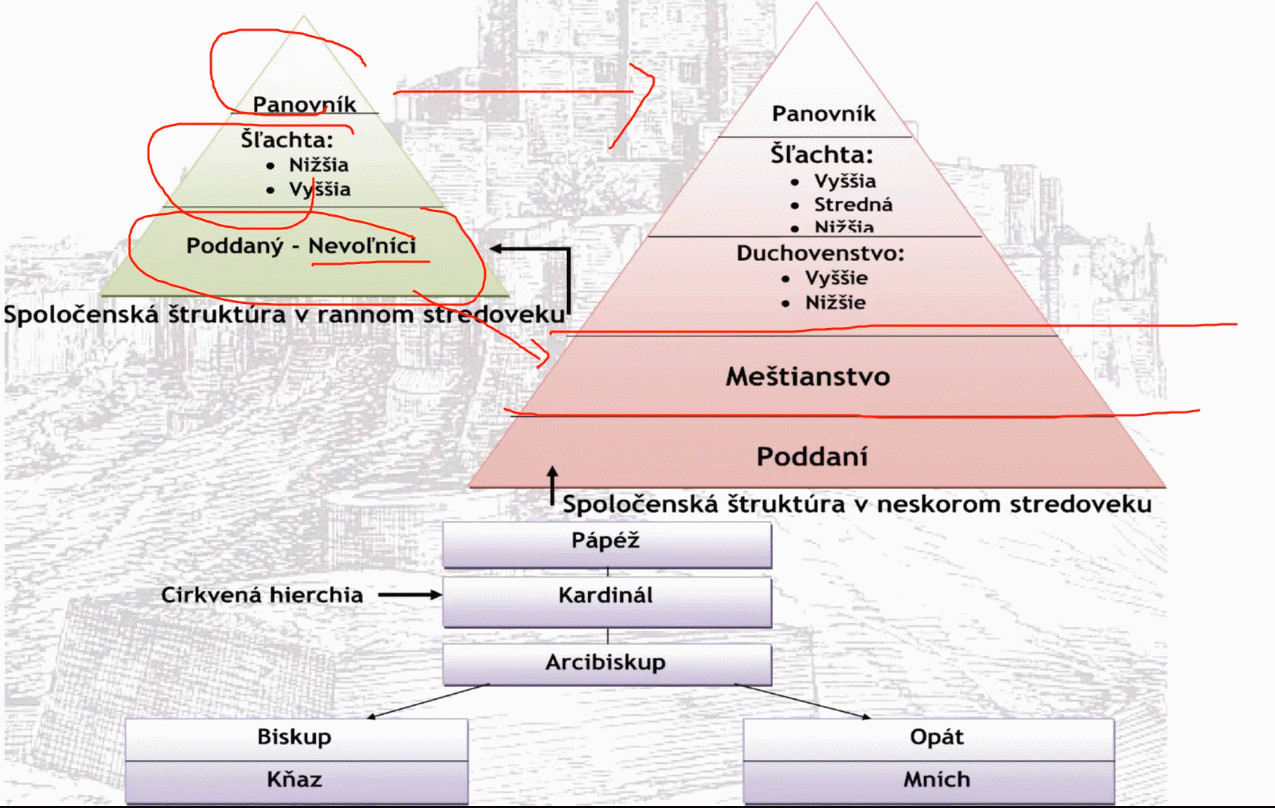 Panovník
Šľachta:
• Nižšia
• Vyššia
Poddaný - Nevoľníci
Spoločenská štruktúra v rannom stredoveku
Panovník
Šľachta:
• Vyššia
• Stredná
• Nižšia
Duchovenstvo:
• Vyššie
• Nižšie
Meštianstvo
Poddaní
Spoločenská štruktúra v neskorom stredoveku
Pápéž
Cirkvená hierchia
Kardinál
Arcibiskup
Biskup
Kňaz
Opát
Mních